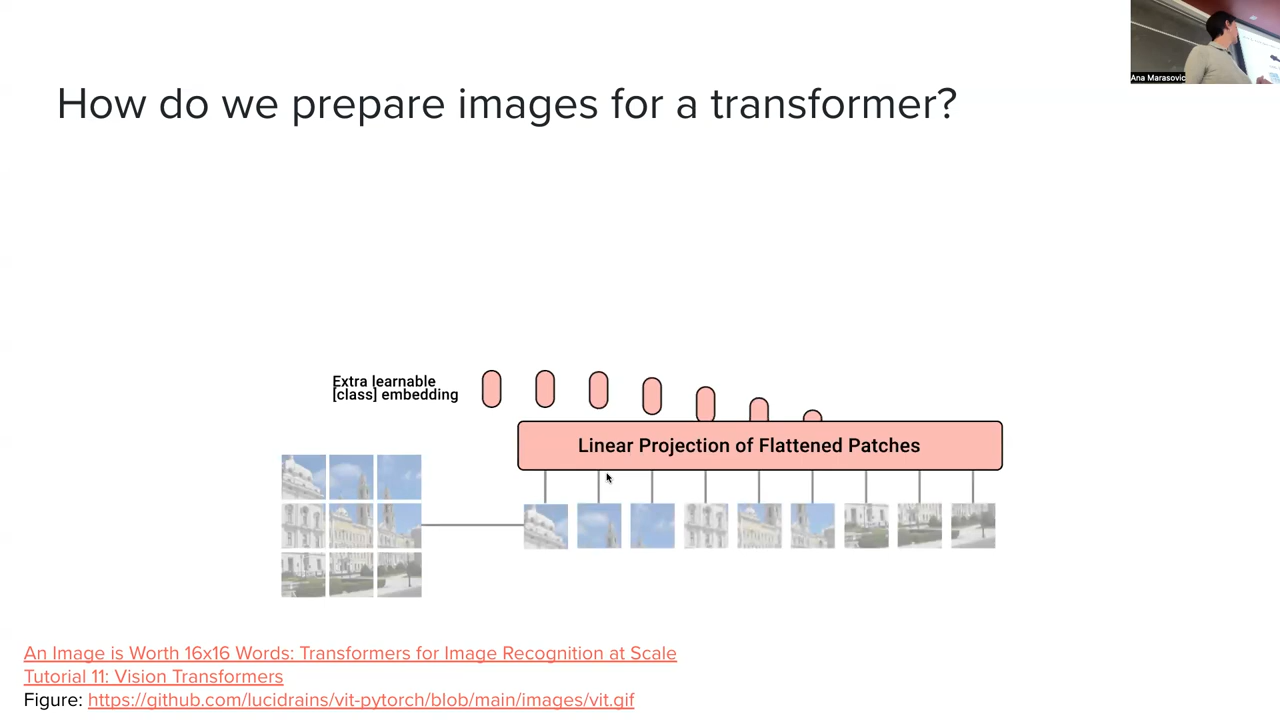 How do we prepare images for a transformer?
Ana Marasovic
Extra learnable
[class] embedding
Linear Projection of Flattened Patches
An Image is Worth 16x16 Words: Transformers for Image Recognition at Scale
Tutorial 11: Vision Transformers
Figure: https://github.com/lucidrains/vit-pytorch/blob/main/images/vit.gif